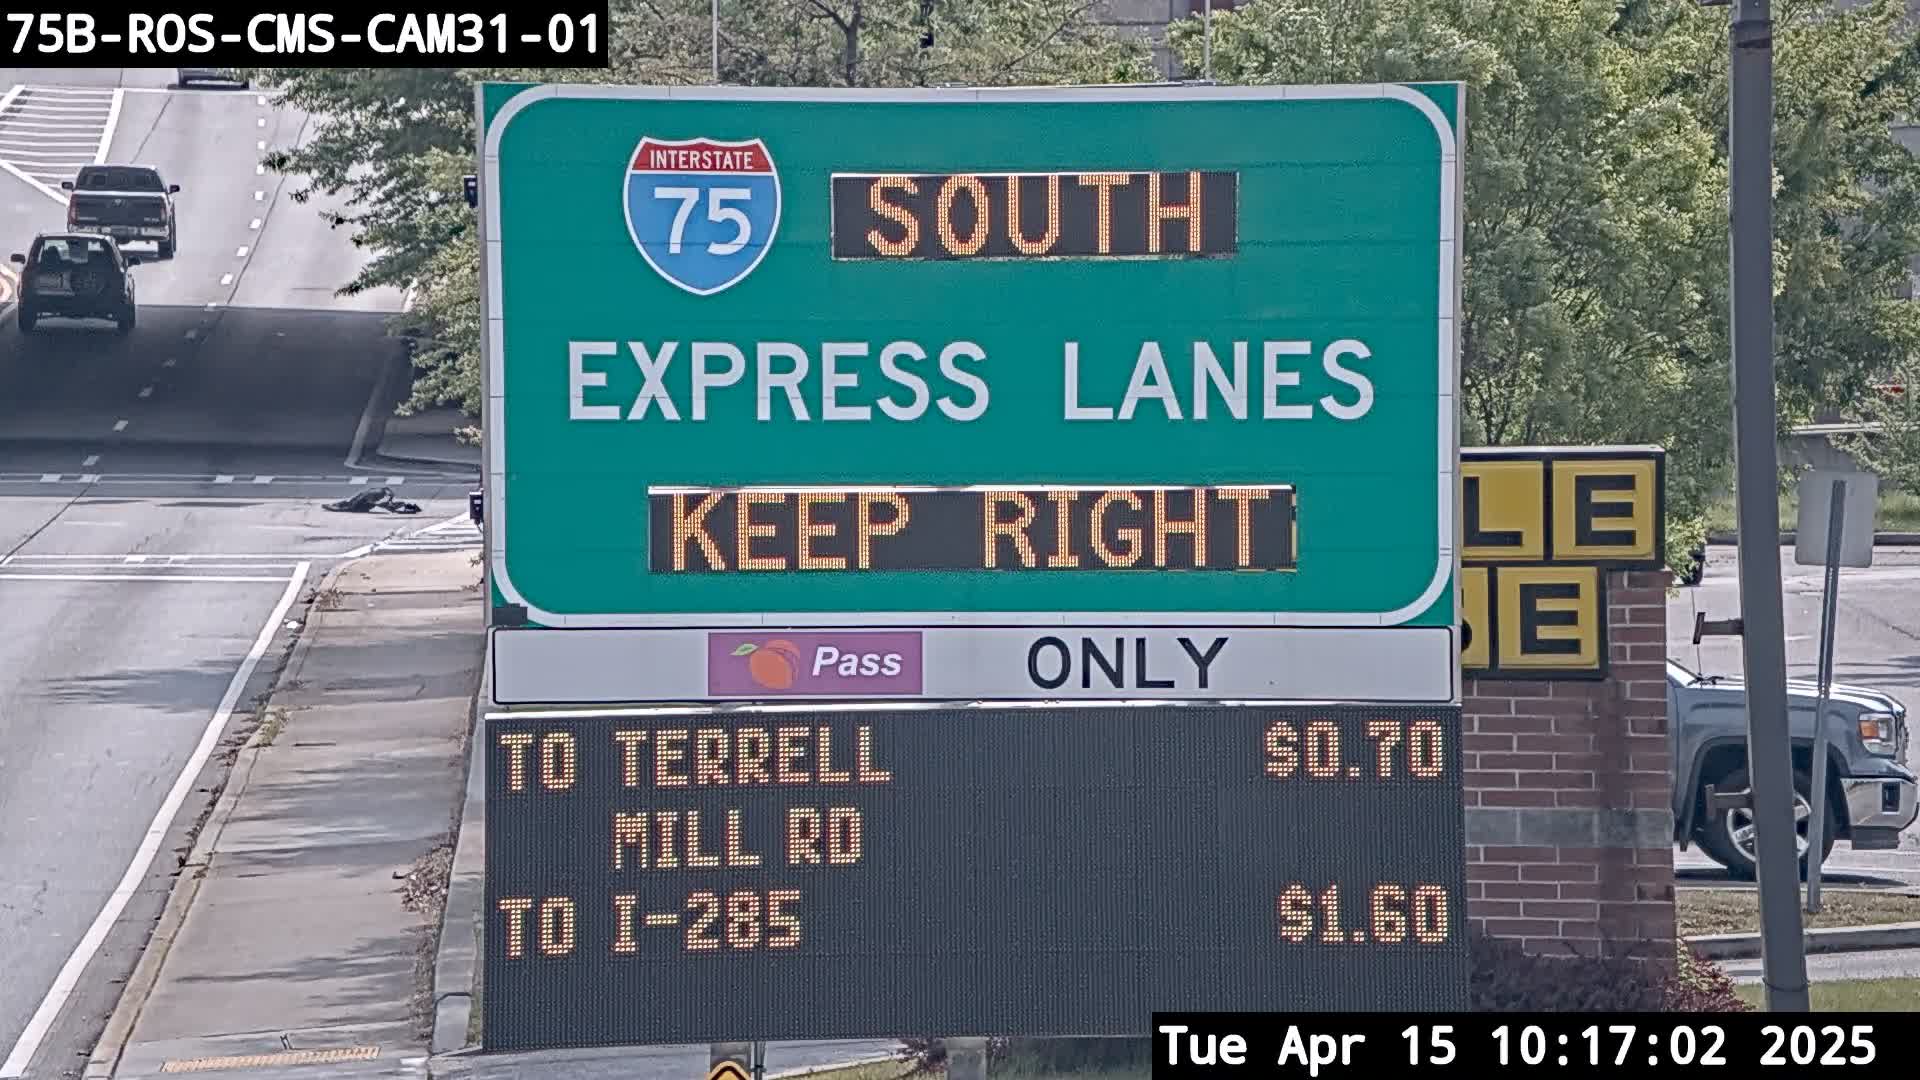 75B-ROS-CMS-CAM31-01
INTERSTATE
75
SOUTH
EXPRESS LANES
KEEP RIGHT
LE
E
Pass ONLY
TO TERRELL $0.70
MILL RD
TO I-285 $1.60
Tue Apr 15 10:17:02 2025